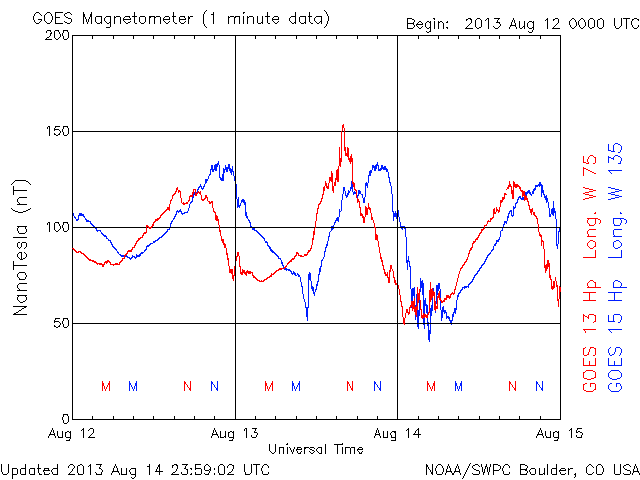 GOES Magnetometer (1 minute data)
Begin: 2013 Aug 12 0000 UTC
200
150
100
50
0
NanoTesla (nT)
GOES 13 Hp Long. W 75
GOES 15 Hp Long. W 135
M M N N M M N N M M N N
Aug 12 Aug 13 Aug 14 Aug 15
Universal Time
Updated 2013 Aug 14 23:59:02 UTC
NOAA/SWPC Boulder, CO USA